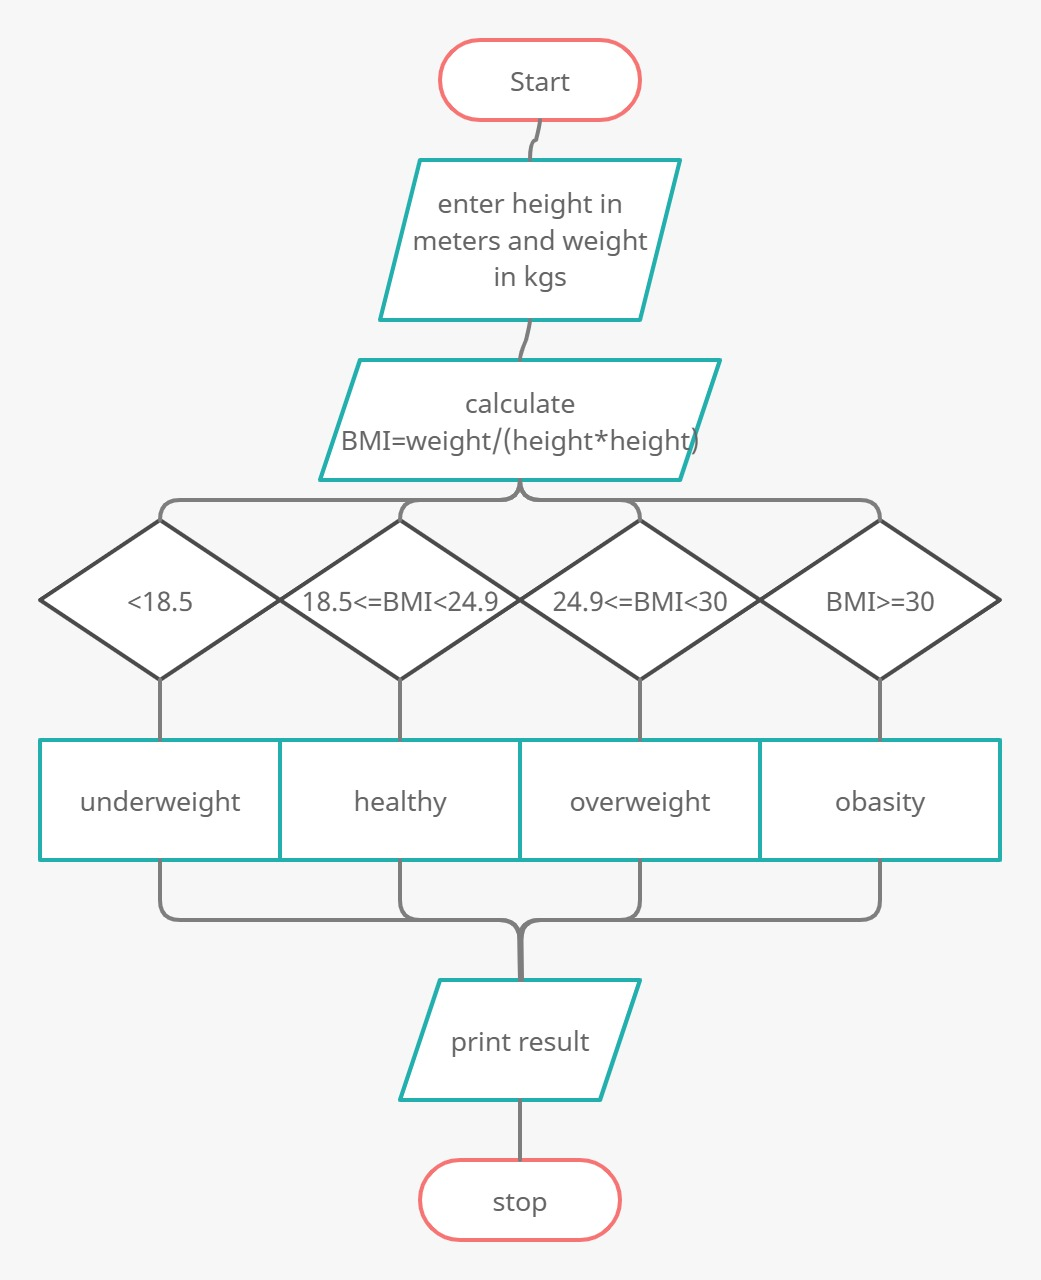 Start
enter height in
meters and weight
in kgs
calculate
BMI=weight/(height*height)
<18.5
18.5<=BMI<24.9
24.9<=BMI<30
BMI>=30
underweight
healthy
overweight
obasity
print result
stop